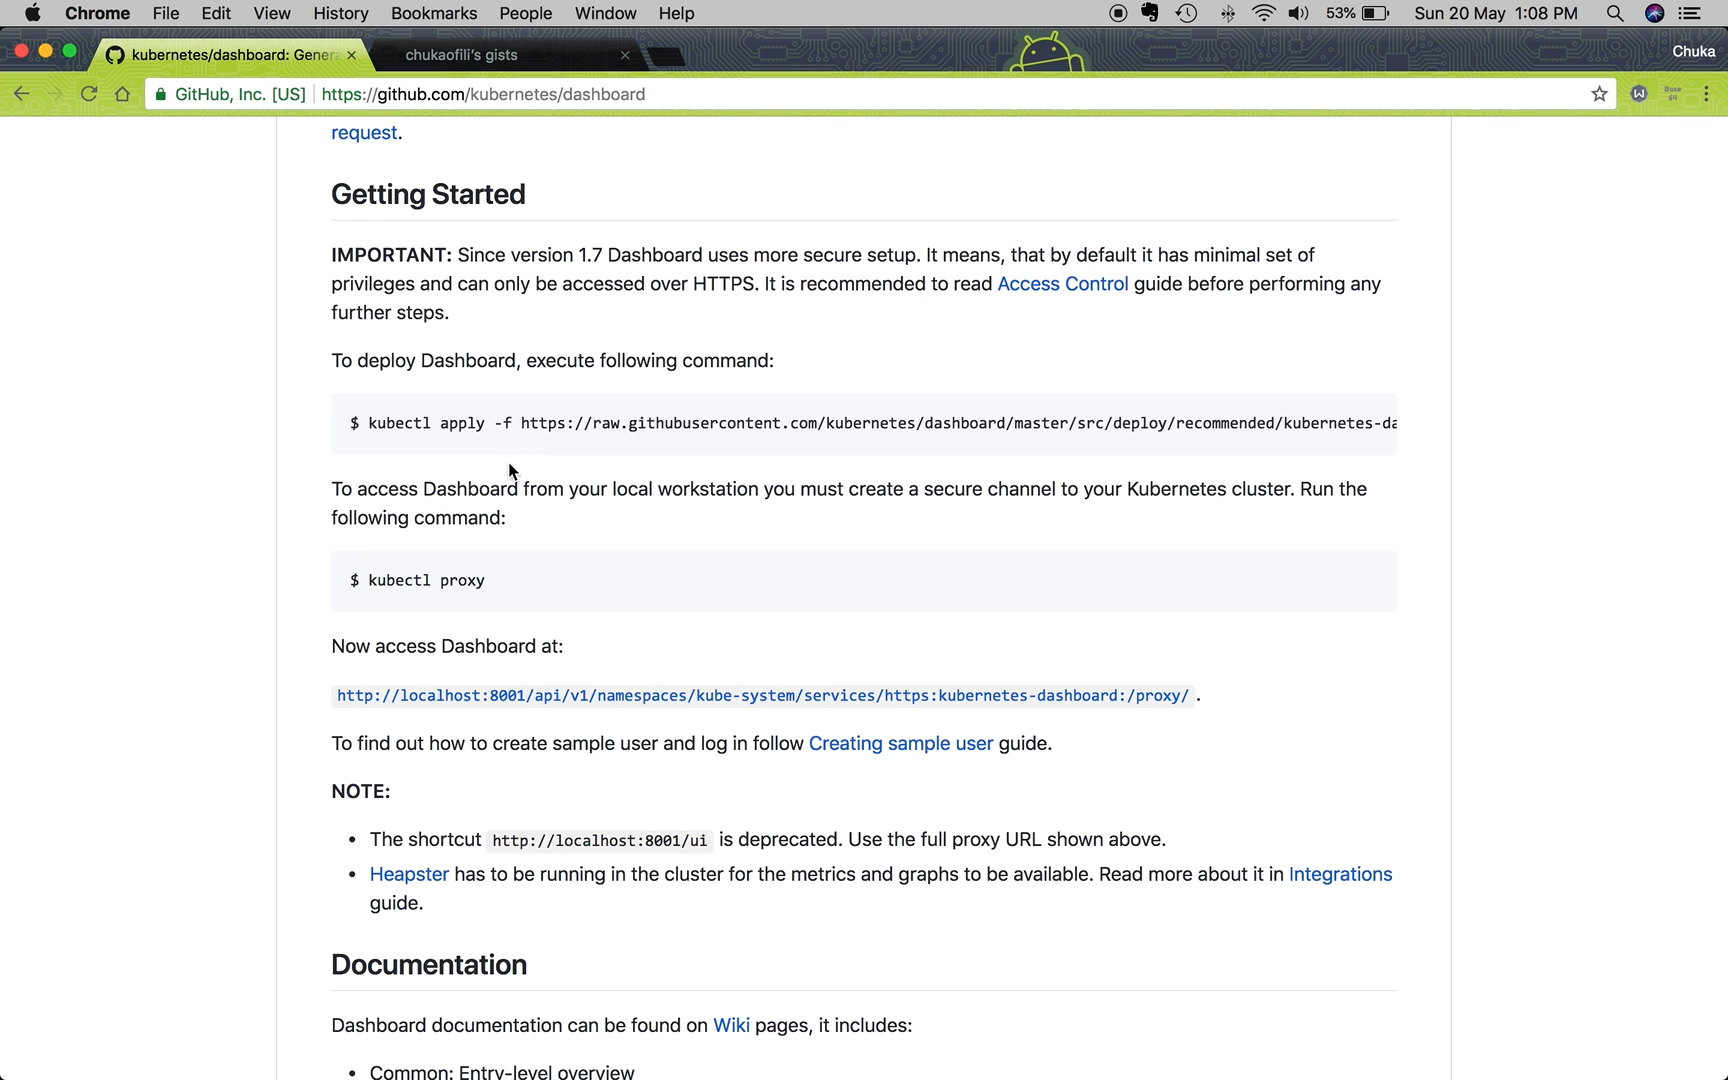 Chrome File Edit View History Bookmarks People Window Help 53% Sun 20 May 1:08 PM
kubernetes/dashboard: Gener chukaofili's gists Chuka
GitHub, Inc. [US] https://github.com/kubernetes/dashboard
request.
Getting Started
IMPORTANT: Since version 1.7 Dashboard uses more secure setup. It means, that by default it has minimal set of
privileges and can only be accessed over HTTPS. It is recommended to read Access Control guide before performing any
further steps.
To deploy Dashboard, execute following command:
$ kubectl apply -f https://raw.githubusercontent.com/kubernetes/dashboard/master/src/deploy/recommended/kubernetes-da
To access Dashboard from your local workstation you must create a secure channel to your Kubernetes cluster. Run the
following command:
$ kubectl proxy
Now access Dashboard at:
http://localhost:8001/api/v1/namespaces/kube-system/services/https:kubernetes-dashboard:/proxy/ .
To find out how to create sample user and log in follow Creating sample user guide.
NOTE:
• The shortcut http://localhost:8001/ui is deprecated. Use the full proxy URL shown above.
• Heapster has to be running in the cluster for the metrics and graphs to be available. Read more about it in Integrations
guide.
Documentation
Dashboard documentation can be found on Wiki pages, it includes:
• Common: Entry-level overview